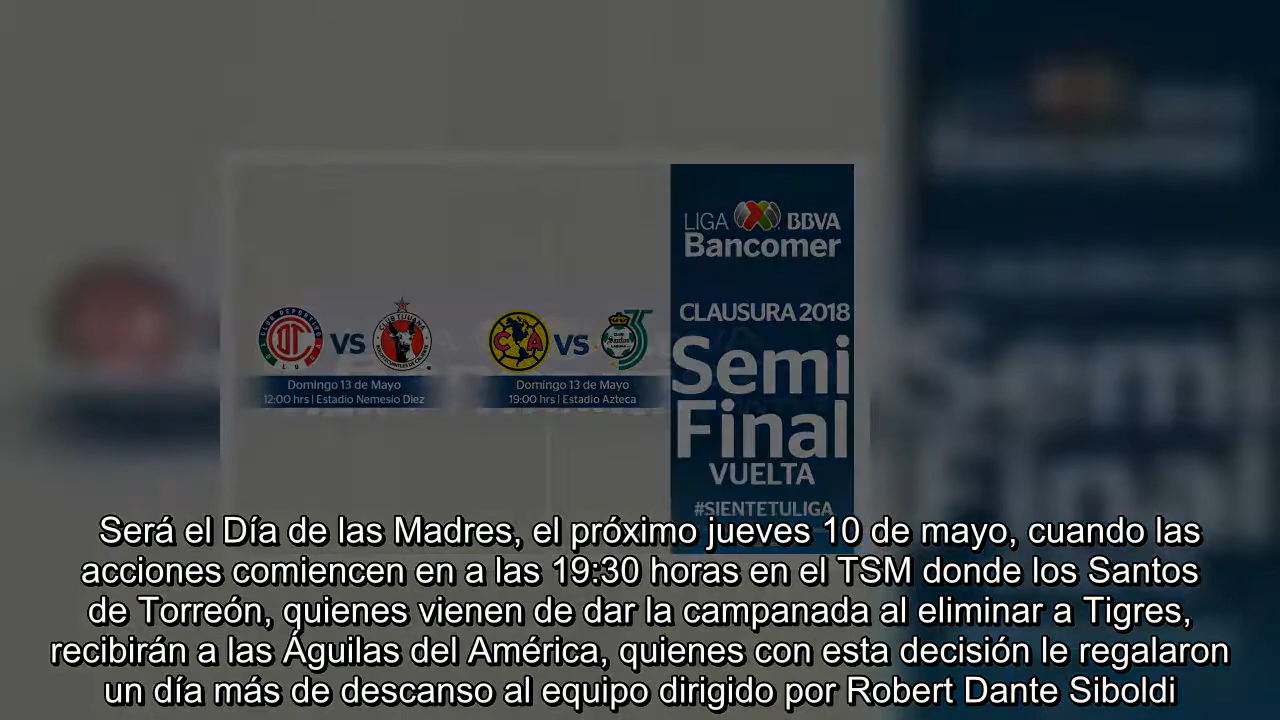 LIGA BBVA
Bancomer
CLAUSURA 2018
Semi
Final
VUELTA
#SIENTETULIGA
VS
VS
Domingo 13 de Mayo
12:00 hrs | Estadio Nemesio Diez
Domingo 13 de Mayo
19:00 hrs | Estadio Azteca
Será el Día de las Madres, el próximo jueves 10 de mayo, cuando las
acciones comiencen en a las 19:30 horas en el TSM donde los Santos
de Torreón, quienes vienen de dar la campanada al eliminar a Tigres,
recibirán a las Águilas del América, quienes con esta decisión le regalaron
un día más de descanso al equipo dirigido por Robert Dante Siboldi